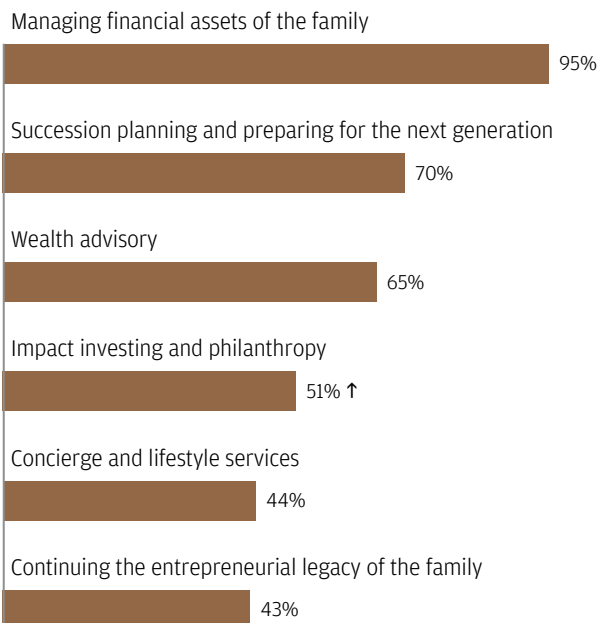 Managing financial assets of the family
95%
Succession planning and preparing for the next generation
70%
Wealth advisory
65%
Impact investing and philanthropy
51% ↑
Concierge and lifestyle services
44%
Continuing the entrepreneurial legacy of the family
43%